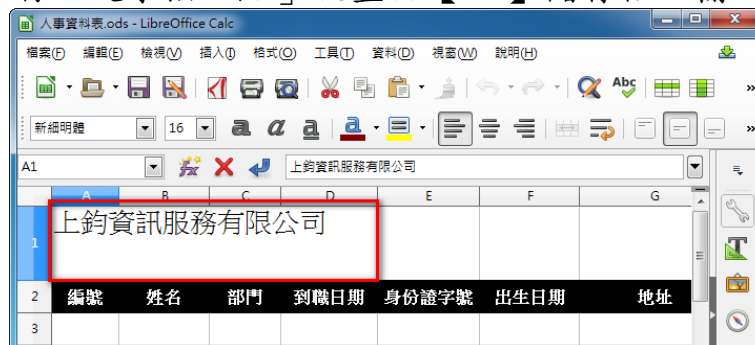 人事資料表.ods - LibreOffice Calc
檔案(F) 編輯(E) 檢視(V) 插入(I) 格式(O) 工具(T) 資料(D) 視窗(W) 說明(H)
Abc
新細明體 16 a a a a
A1 fx 上鈞資訊服務有限公司
A B C D E F G
1 上鈞資訊服務有限公司
2 編號 姓名 部門 到職日期 身份證字號 出生日期 地址
3